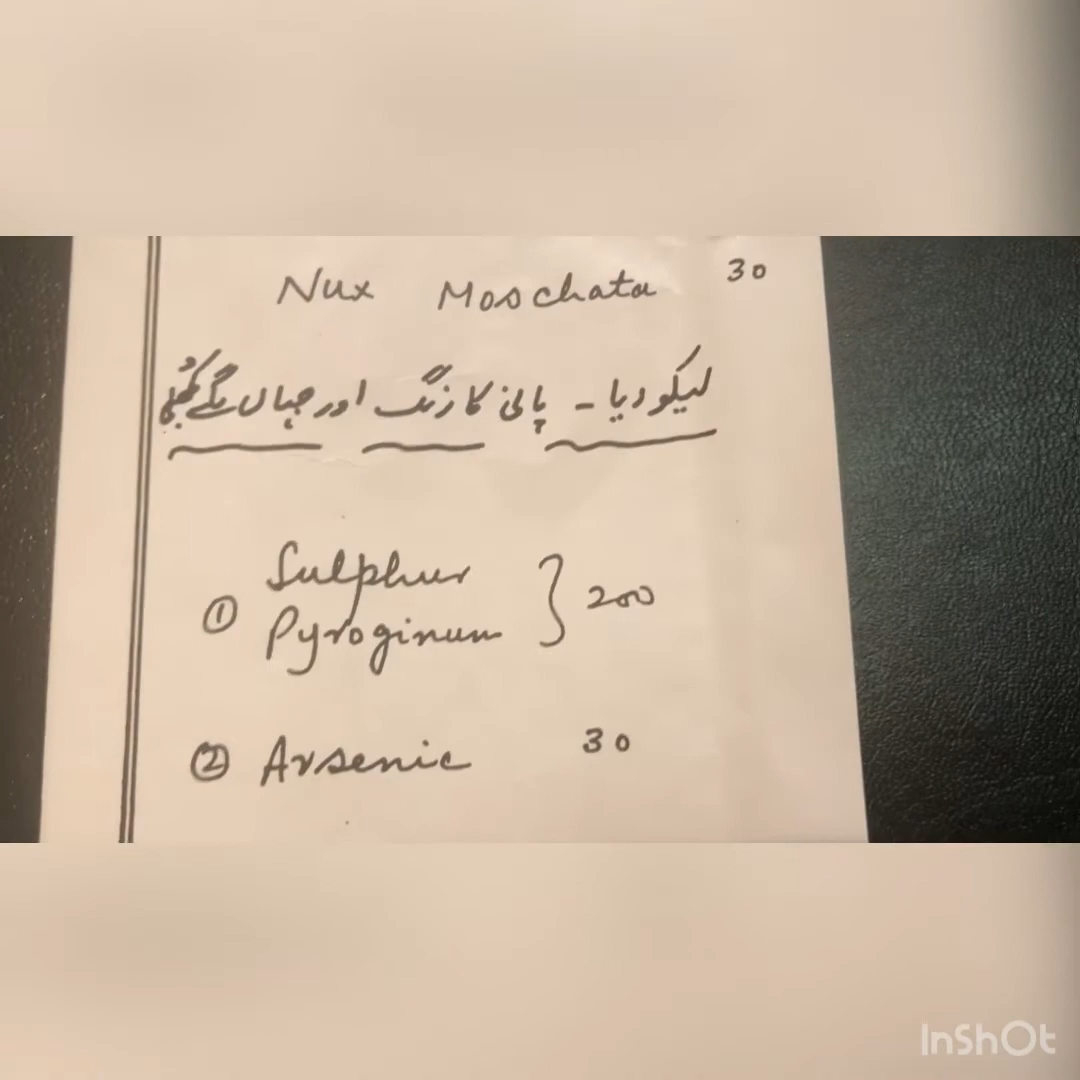 Nux Moschata 30
لیکوریا ۔ پانی کا رنگ اور جہاں لگے کھجلی
① Sulphur
Pyroginum } 200
② Arsenic 30
InShOt